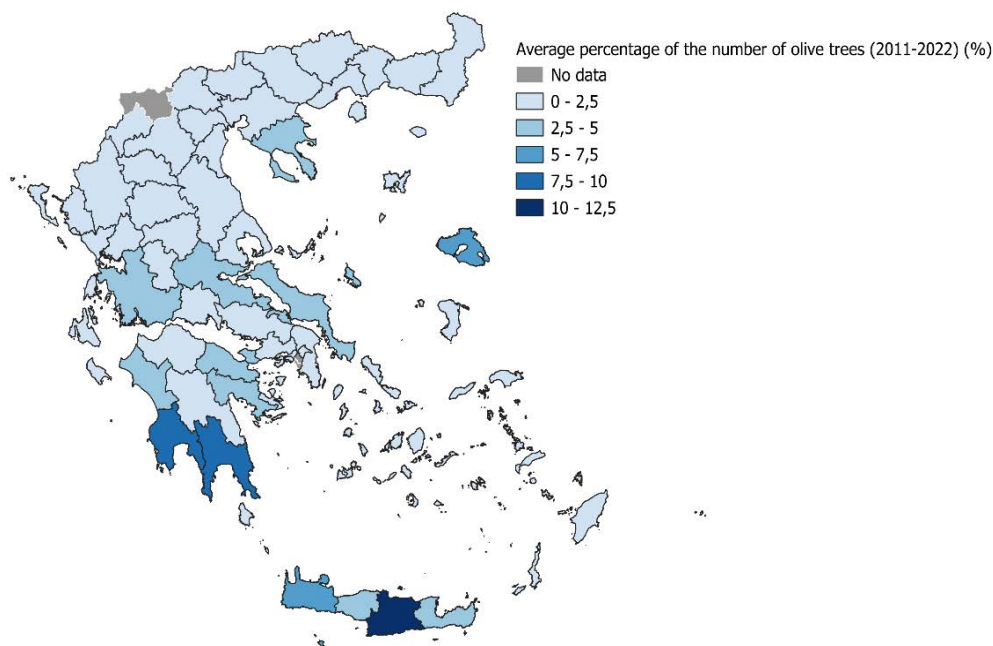 Average percentage of the number of olive trees (2011-2022) (%)
No data
0 - 2,5
2,5 - 5
5 - 7,5
7,5 - 10
10 - 12,5